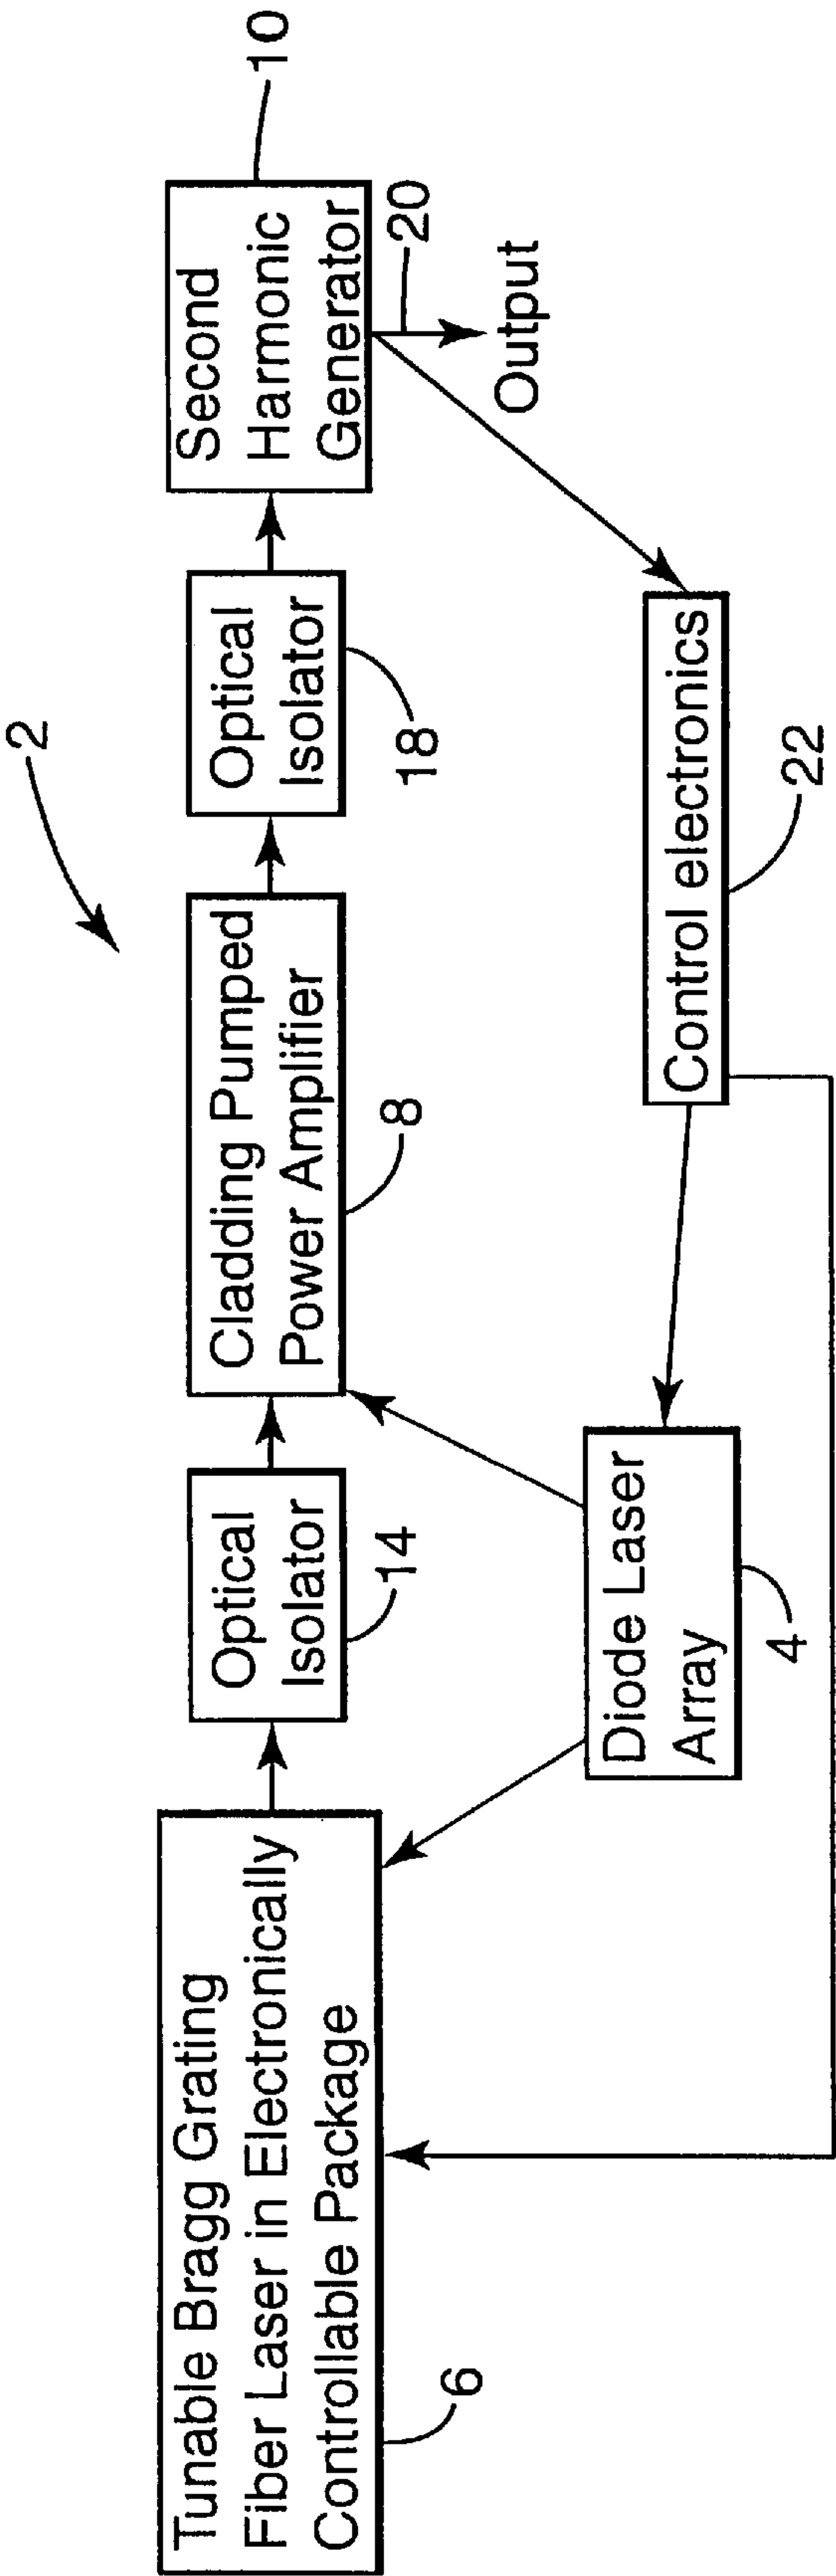 2
Tunable Bragg Grating
Fiber Laser in Electronically
Controllable Package
6
Optical
Isolator
14
Cladding Pumped
Power Amplifier
8
Optical
Isolator
18
Second
Harmonic
Generator
10
20
Output
Diode Laser
Array
4
Control electronics
22